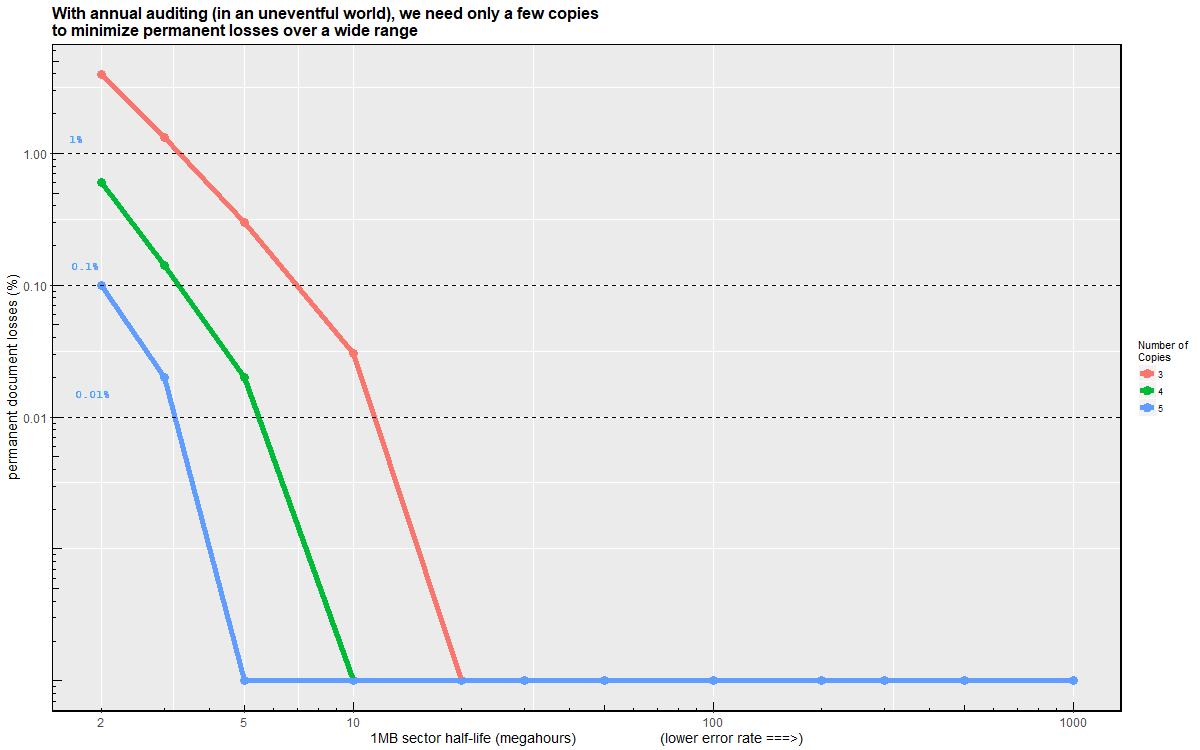 With annual auditing (in an uneventful world), we need only a few copies
to minimize permanent losses over a wide range
1%
1.00
0.1%
0.10
0.01%
0.01
permanent document losses (%)
Number of
Copies
3
4
5
2 5 10 100 1000
1MB sector half-life (megahours) (lower error rate ===>)